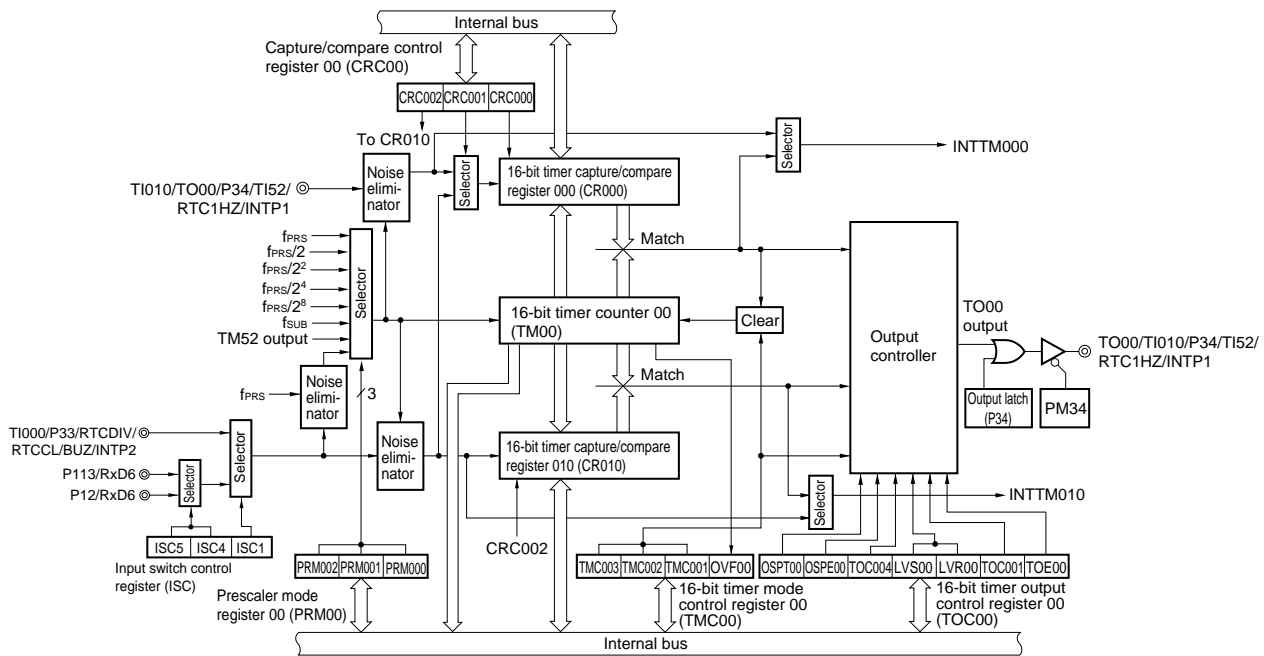 Internal bus
Capture/compare control
register 00 (CRC00)
CRC002 CRC001 CRC000
To CR010
INTTM000
Selector
TI010/TO00/P34/TI52/
RTC1HZ/INTP1
Noise
elimi-
nator
Selector
16-bit timer capture/compare
register 000 (CR000)
fPRS
fPRS/2
fPRS/2²
fPRS/2⁴
fPRS/2⁸
fSUB
TM52 output
Selector
Match
16-bit timer counter 00
(TM00)
Clear
Output
controller
TO00
output
TO00/TI010/P34/TI52/
RTC1HZ/INTP1
Output latch
(P34)
PM34
fPRS
Noise
elimi-
nator
3
Match
TI000/P33/RTCDIV/
RTCCL/BUZ/INTP2
P113/RxD6
P12/RxD6
Selector
Selector
Noise
elimi-
nator
16-bit timer capture/compare
register 010 (CR010)
Selector
INTTM010
CRC002
ISC5 ISC4 ISC1
Input switch control
register (ISC)
PRM002 PRM001 PRM000
Prescaler mode
register 00 (PRM00)
TMC003 TMC002 TMC001 OVF00
16-bit timer mode
control register 00
(TMC00)
OSPT00 OSPE00 TOC004 LVS00 LVR00 TOC001 TOE00
16-bit timer output
control register 00
(TOC00)
Internal bus